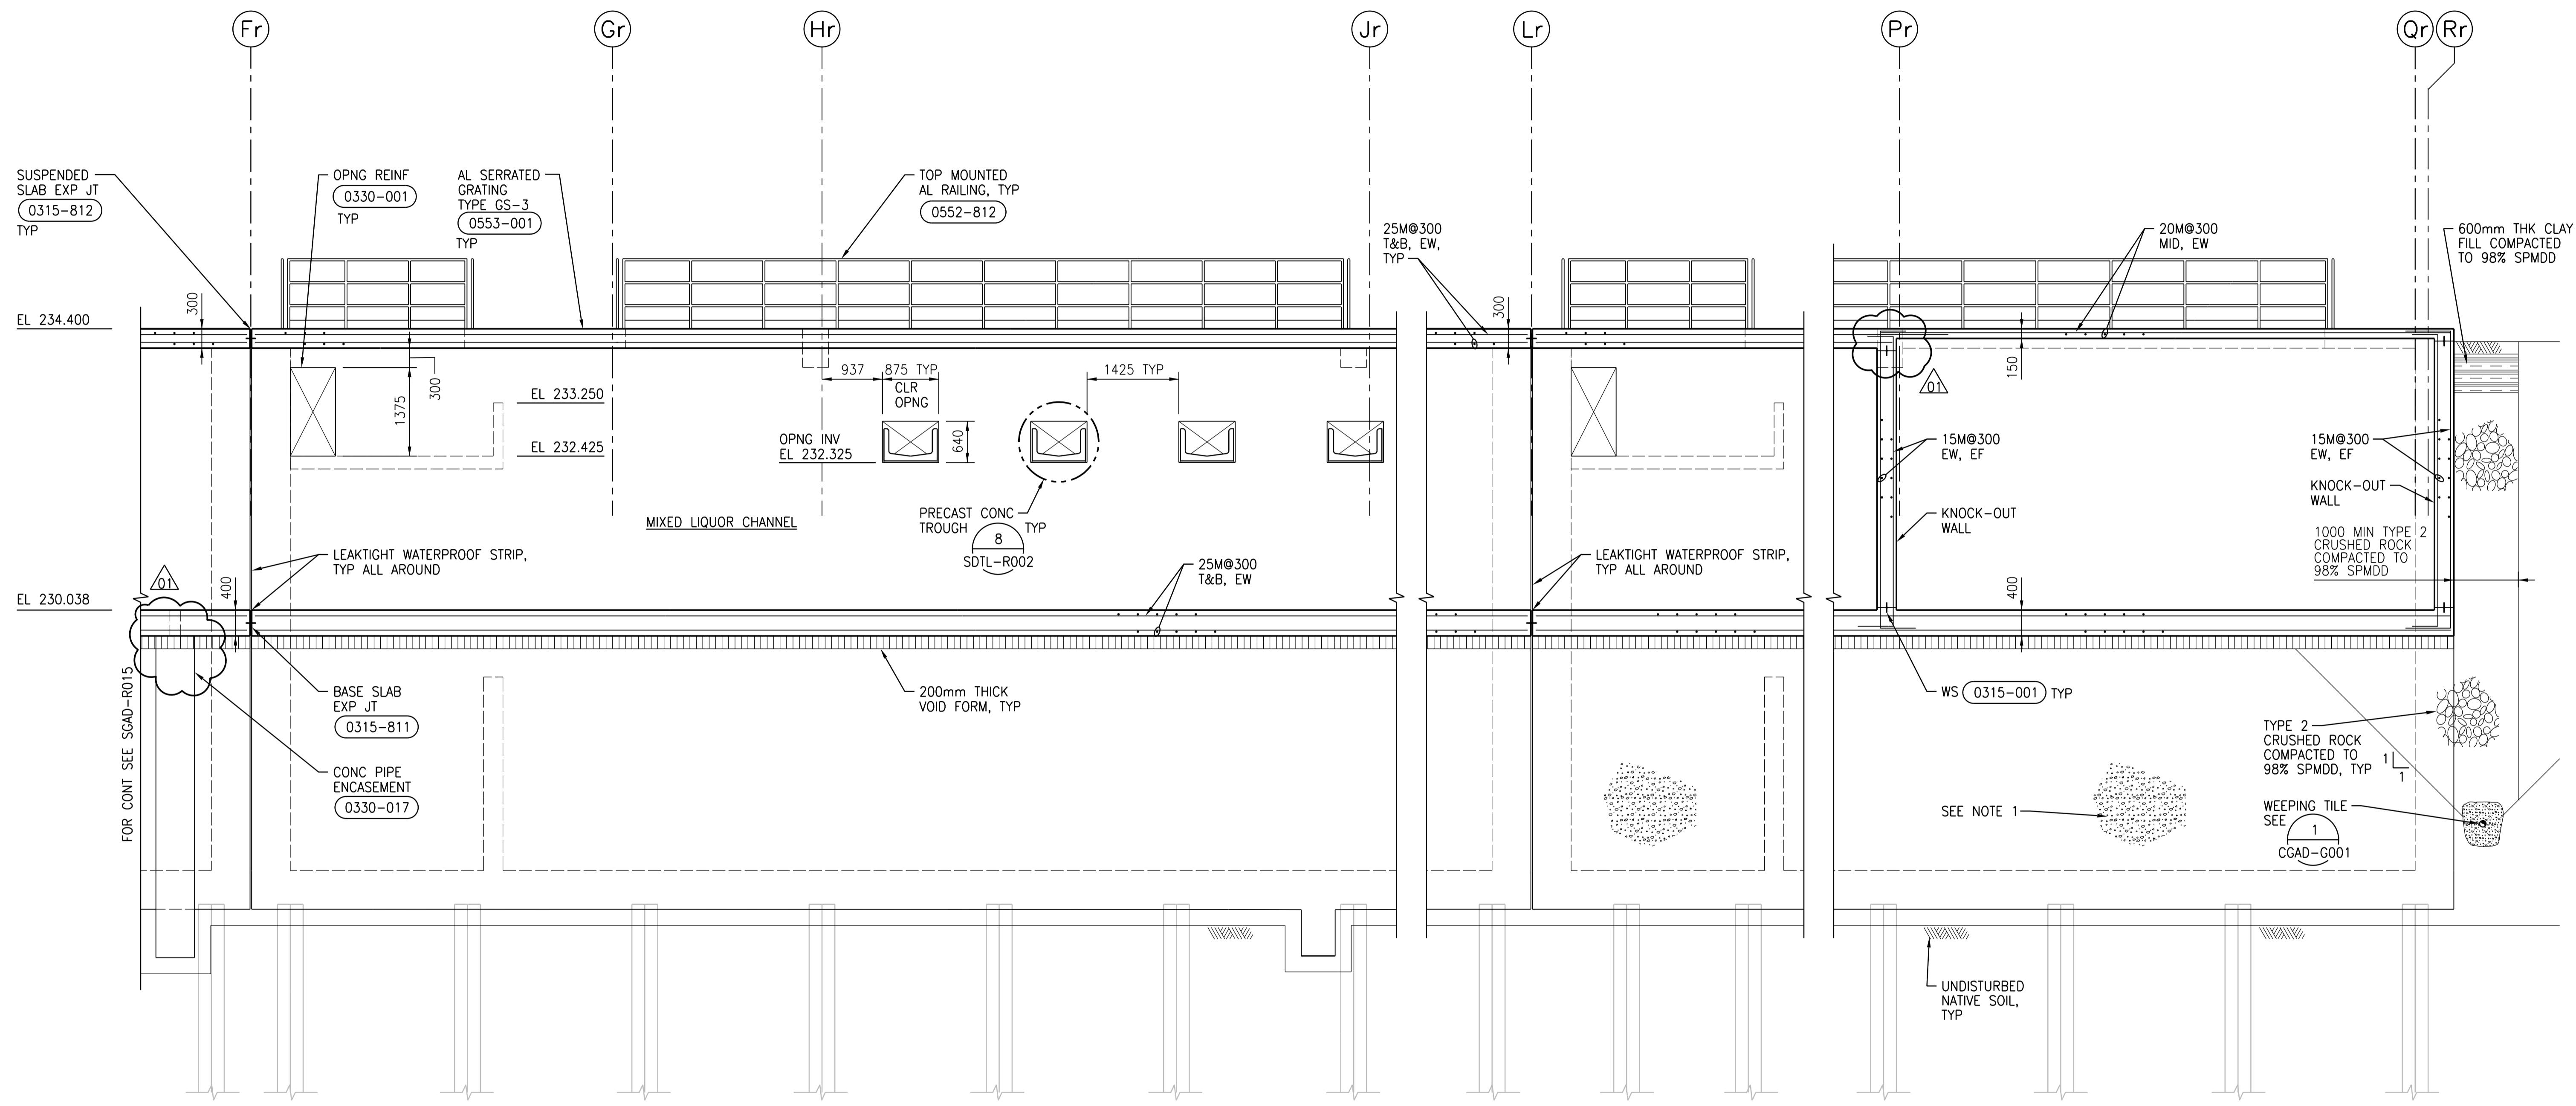 Fr
Gr
Hr
Jr
Lr
Pr
Qr
Rr
SUSPENDED
SLAB EXP JT
0315-812
TYP
OPNG REINF
0330-001
TYP
AL SERRATED
GRATING
TYPE GS-3
0553-001
TYP
TOP MOUNTED
AL RAILING, TYP
0552-812
25M@300
T&B, EW,
TYP
20M@300
MID, EW
600mm THK CLAY
FILL COMPACTED
TO 98% SPMDD
EL 234.400
300
300
1375
300
EL 233.250
EL 232.425
937
875 TYP
CLR
OPNG
1425 TYP
640
OPNG INV
EL 232.325
150
01
15M@300
EW, EF
15M@300
EW, EF
KNOCK-OUT
WALL
KNOCK-OUT
WALL
MIXED LIQUOR CHANNEL
PRECAST CONC
TROUGH
TYP
8
SDTL-R002
1000 MIN TYPE 2
CRUSHED ROCK
COMPACTED TO
98% SPMDD
LEAKTIGHT WATERPROOF STRIP,
TYP ALL AROUND
25M@300
T&B, EW
LEAKTIGHT WATERPROOF STRIP,
TYP ALL AROUND
01
400
400
EL 230.038
FOR CONT SEE SGAD-R015
BASE SLAB
EXP JT
0315-811
200mm THICK
VOID FORM, TYP
WS 0315-001 TYP
CONC PIPE
ENCASEMENT
0330-017
TYPE 2
CRUSHED ROCK
COMPACTED TO
98% SPMDD, TYP
1
1
SEE NOTE 1
WEEPING TILE
SEE
1
CGAD-G001
UNDISTURBED
NATIVE SOIL,
TYP